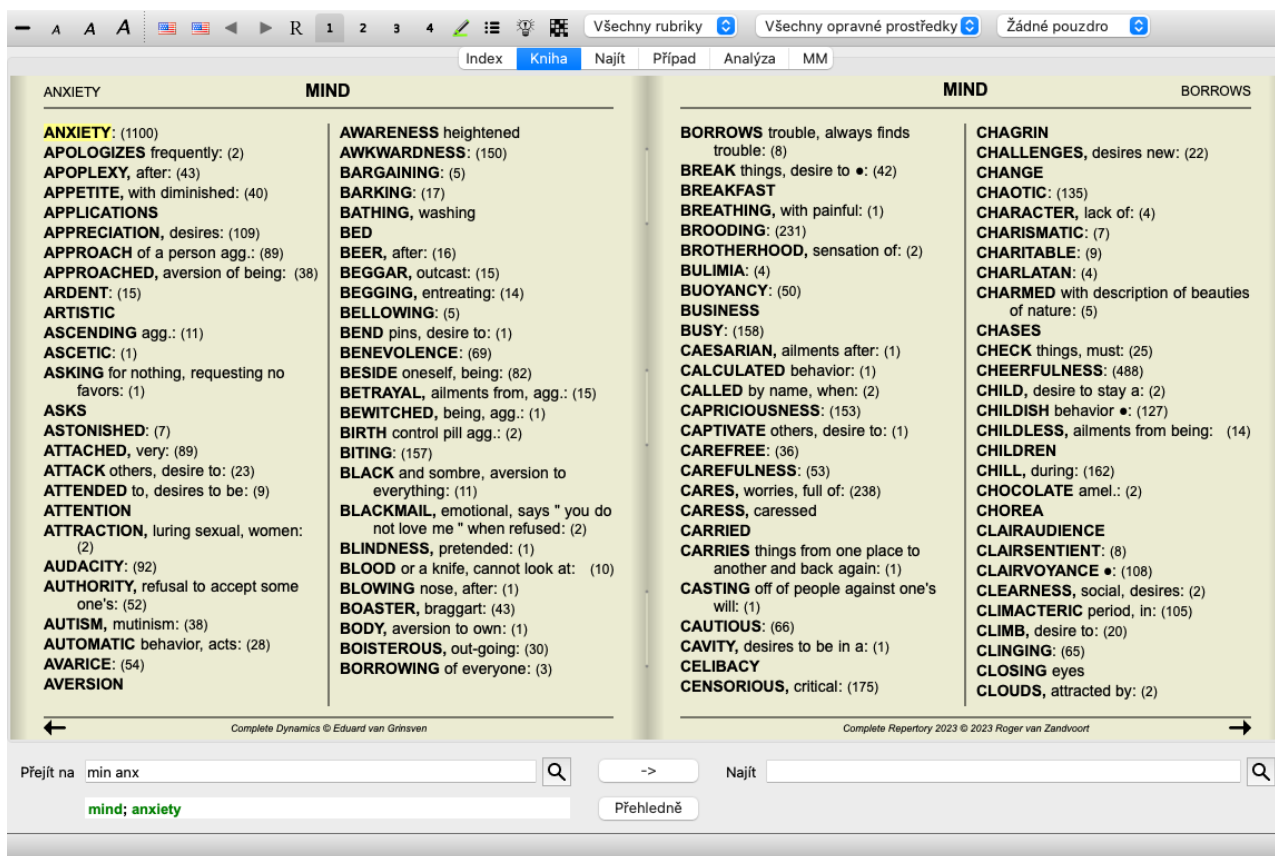 A A A R 1 2 3 4 Všechny rubriky Všechny opravné prostředky Žádné pouzdro
Index Kniha Najít Případ Analýza MM
ANXIETY MIND
ANXIETY: (1100)
APOLOGIZES frequently: (2)
APOPLEXY, after: (43)
APPETITE, with diminished: (40)
APPLICATIONS
APPRECIATION, desires: (109)
APPROACH of a person agg.: (89)
APPROACHED, aversion of being: (38)
ARDENT: (15)
ARTISTIC
ASCENDING agg.: (11)
ASCETIC: (1)
ASKING for nothing, requesting no
favors: (1)
ASKS
ASTONISHED: (7)
ATTACHED, very: (89)
ATTACK others, desire to: (23)
ATTENDED to, desires to be: (9)
ATTENTION
ATTRACTION, luring sexual, women:
(2)
AUDACITY: (92)
AUTHORITY, refusal to accept some
one's: (52)
AUTISM, mutinism: (38)
AUTOMATIC behavior, acts: (28)
AVARICE: (54)
AVERSION
AWARENESS heightened
AWKWARDNESS: (150)
BARGAINING: (5)
BARKING: (17)
BATHING, washing
BED
BEER, after: (16)
BEGGAR, outcast: (15)
BEGGING, entreating: (14)
BELLOWING: (5)
BEND pins, desire to: (1)
BENEVOLENCE: (69)
BESIDE oneself, being: (82)
BETRAYAL, ailments from, agg.: (15)
BEWITCHED, being, agg.: (1)
BIRTH control pill agg.: (2)
BITING: (157)
BLACK and sombre, aversion to
everything: (11)
BLACKMAIL, emotional, says " you do
not love me " when refused: (2)
BLINDNESS, pretended: (1)
BLOOD or a knife, cannot look at: (10)
BLOWING nose, after: (1)
BOASTER, braggart: (43)
BODY, aversion to own: (1)
BOISTEROUS, out-going: (30)
BORROWING of everyone: (3)
Complete Dynamics © Eduard van Grinsven
MIND BORROWS
BORROWS trouble, always finds
trouble: (8)
BREAK things, desire to ●: (42)
BREAKFAST
BREATHING, with painful: (1)
BROODING: (231)
BROTHERHOOD, sensation of: (2)
BULIMIA: (4)
BUOYANCY: (50)
BUSINESS
BUSY: (158)
CAESARIAN, ailments after: (1)
CALCULATED behavior: (1)
CALLED by name, when: (2)
CAPRICIOUSNESS: (153)
CAPTIVATE others, desire to: (1)
CAREFREE: (36)
CAREFULNESS: (53)
CARES, worries, full of: (238)
CARESS, caressed
CARRIED
CARRIES things from one place to
another and back again: (1)
CASTING off of people against one's
will: (1)
CAUTIOUS: (66)
CAVITY, desires to be in a: (1)
CELIBACY
CENSORIOUS, critical: (175)
CHAGRIN
CHALLENGES, desires new: (22)
CHANGE
CHAOTIC: (135)
CHARACTER, lack of: (4)
CHARISMATIC: (7)
CHARITABLE: (9)
CHARLATAN: (4)
CHARMED with description of beauties
of nature: (5)
CHASES
CHECK things, must: (25)
CHEERFULNESS: (488)
CHILD, desire to stay a: (2)
CHILDISH behavior ●: (127)
CHILDLESS, ailments from being: (14)
CHILDREN
CHILL, during: (162)
CHOCOLATE amel.: (2)
CHOREA
CLAIRAUDIENCE
CLAIRSENTIENT: (8)
CLAIRVOYANCE ●: (108)
CLEARNESS, social, desires: (2)
CLIMACTERIC period, in: (105)
CLIMB, desire to: (20)
CLINGING: (65)
CLOSING eyes
CLOUDS, attracted by: (2)
Complete Repertory 2023 © 2023 Roger van Zandvoort
Přejít na min anx -> Najít
mind; anxiety Přehledně